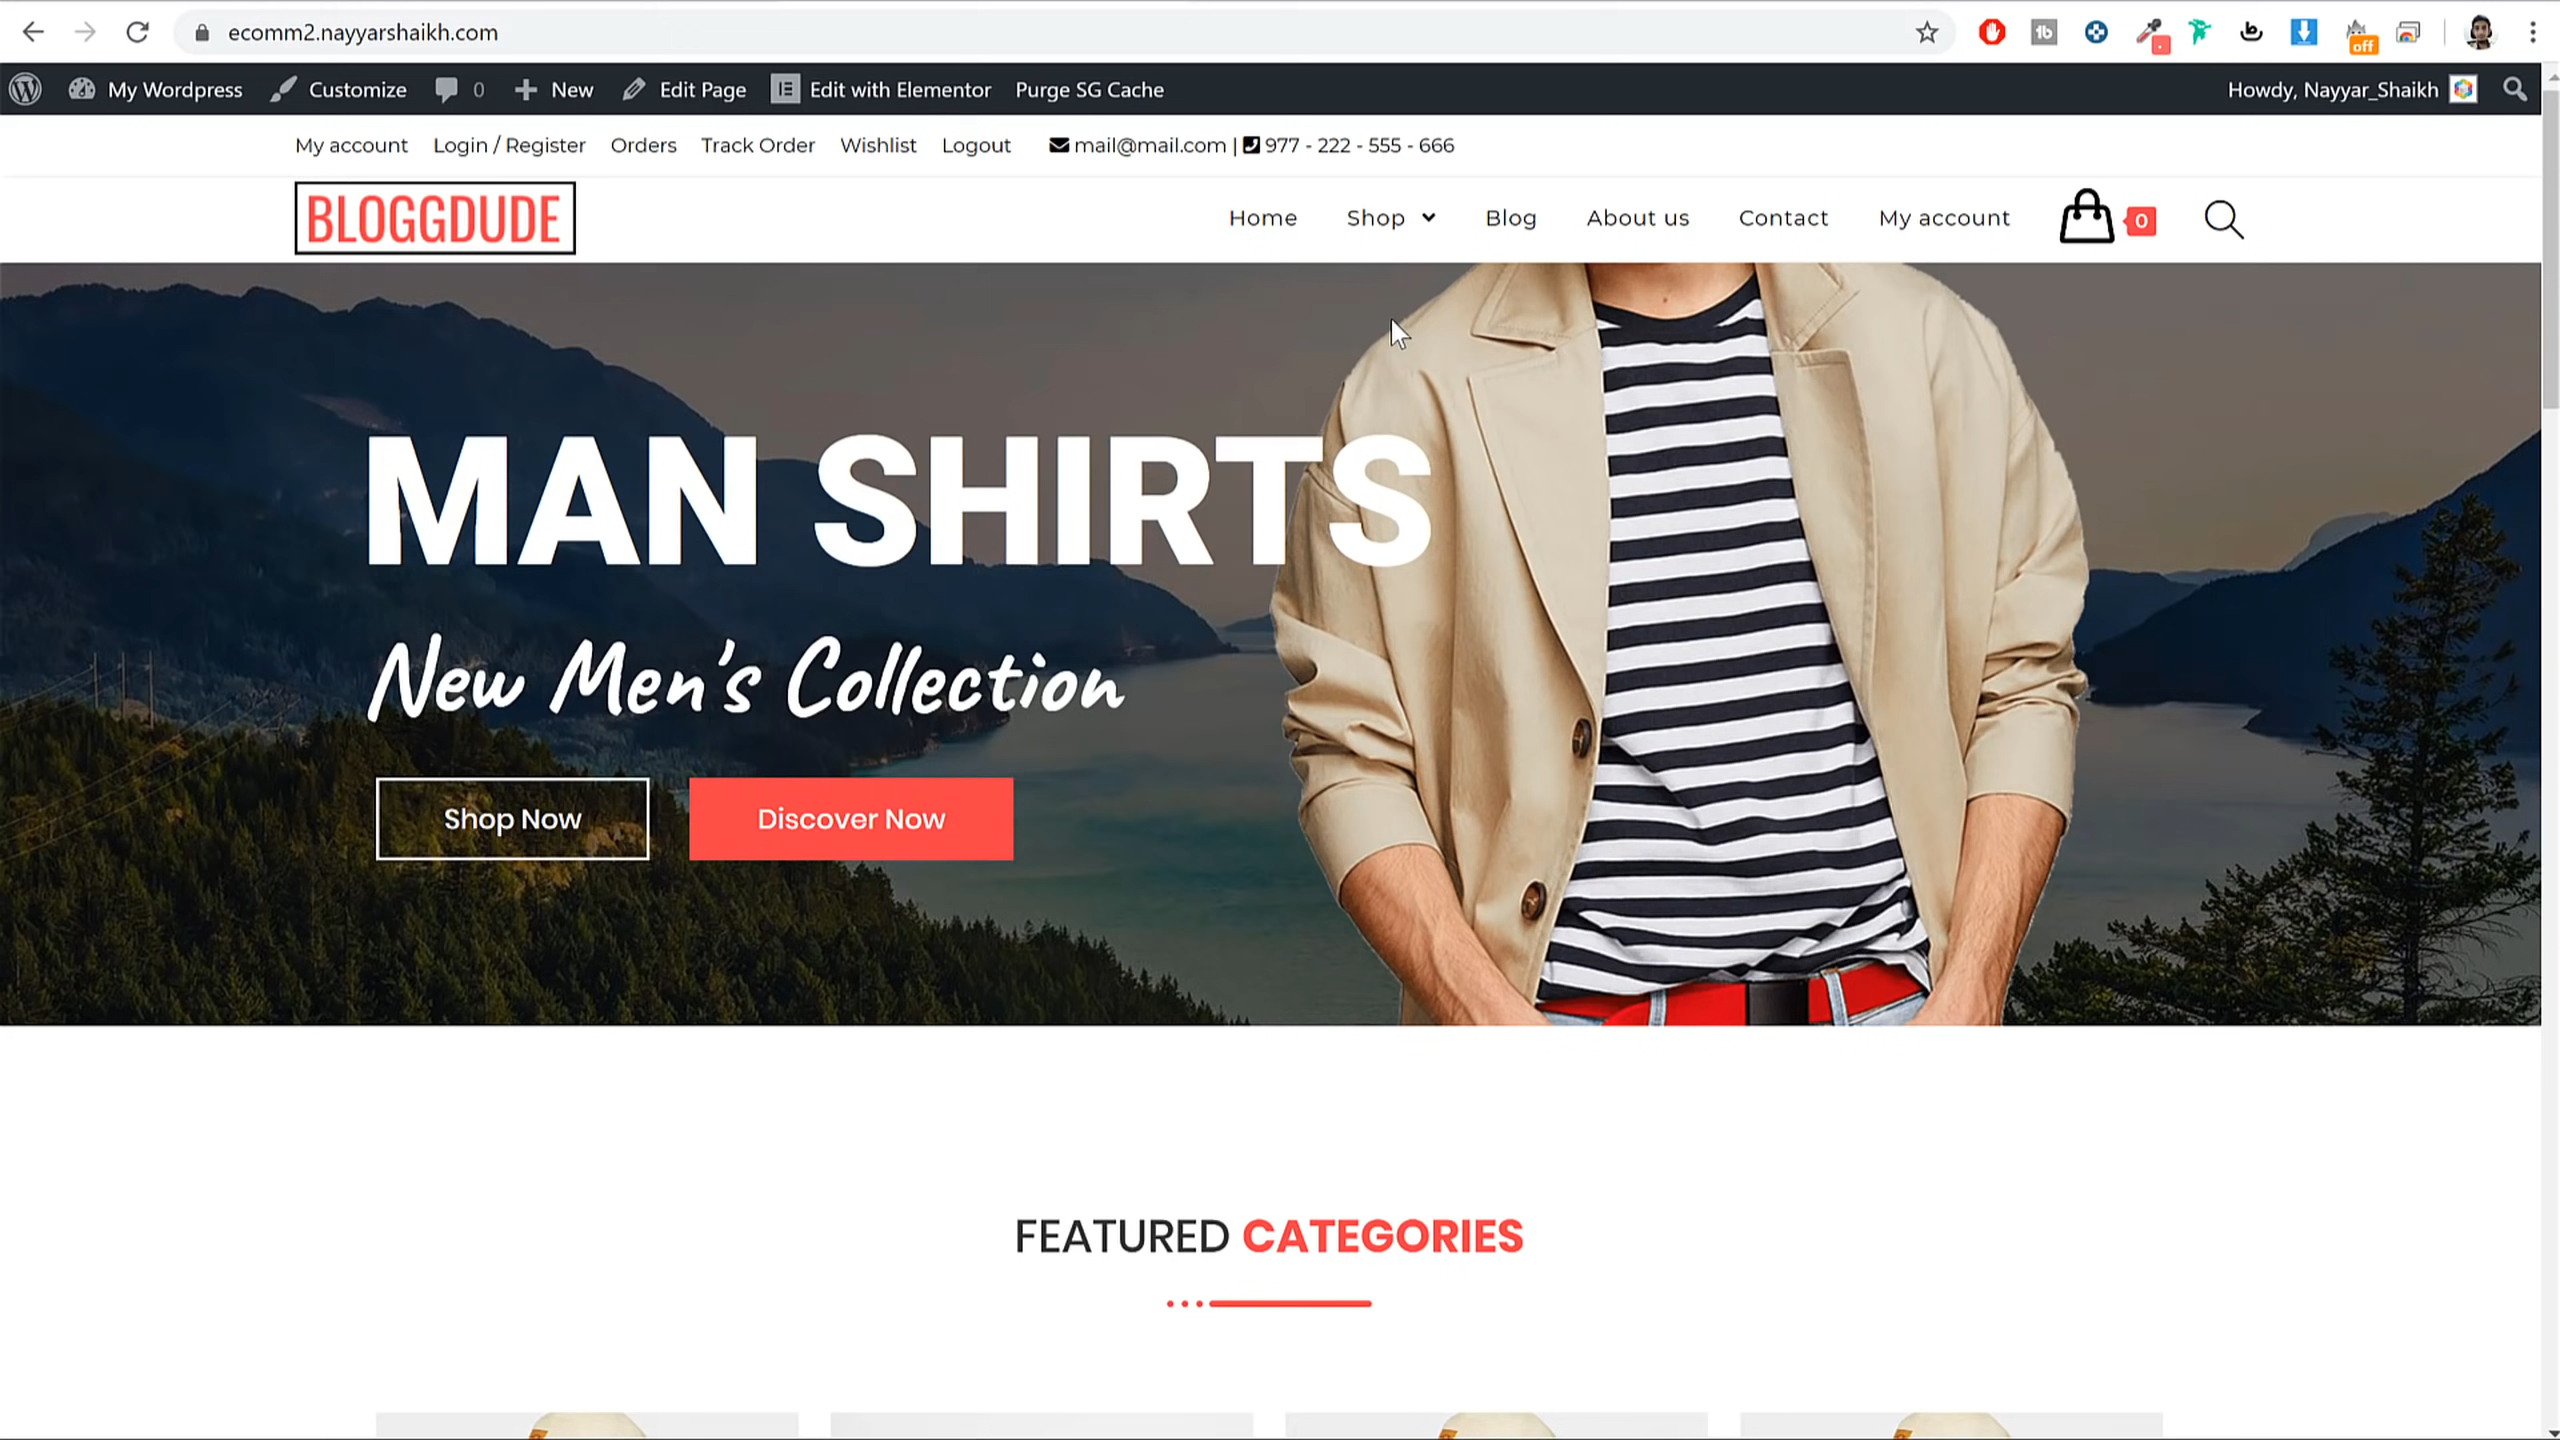 ecomm2.nayyarshaikh.com
off
My Wordpress Customize 0 New Edit Page Edit with Elementor Purge SG Cache Howdy, Nayyar_Shaikh
My account Login / Register Orders Track Order Wishlist Logout mail@mail.com | 977 - 222 - 555 - 666
BLOGGDUDE
Home Shop Blog About us Contact My account 0
MAN SHIRTS
New Men's Collection
Shop Now Discover Now
FEATURED CATEGORIES